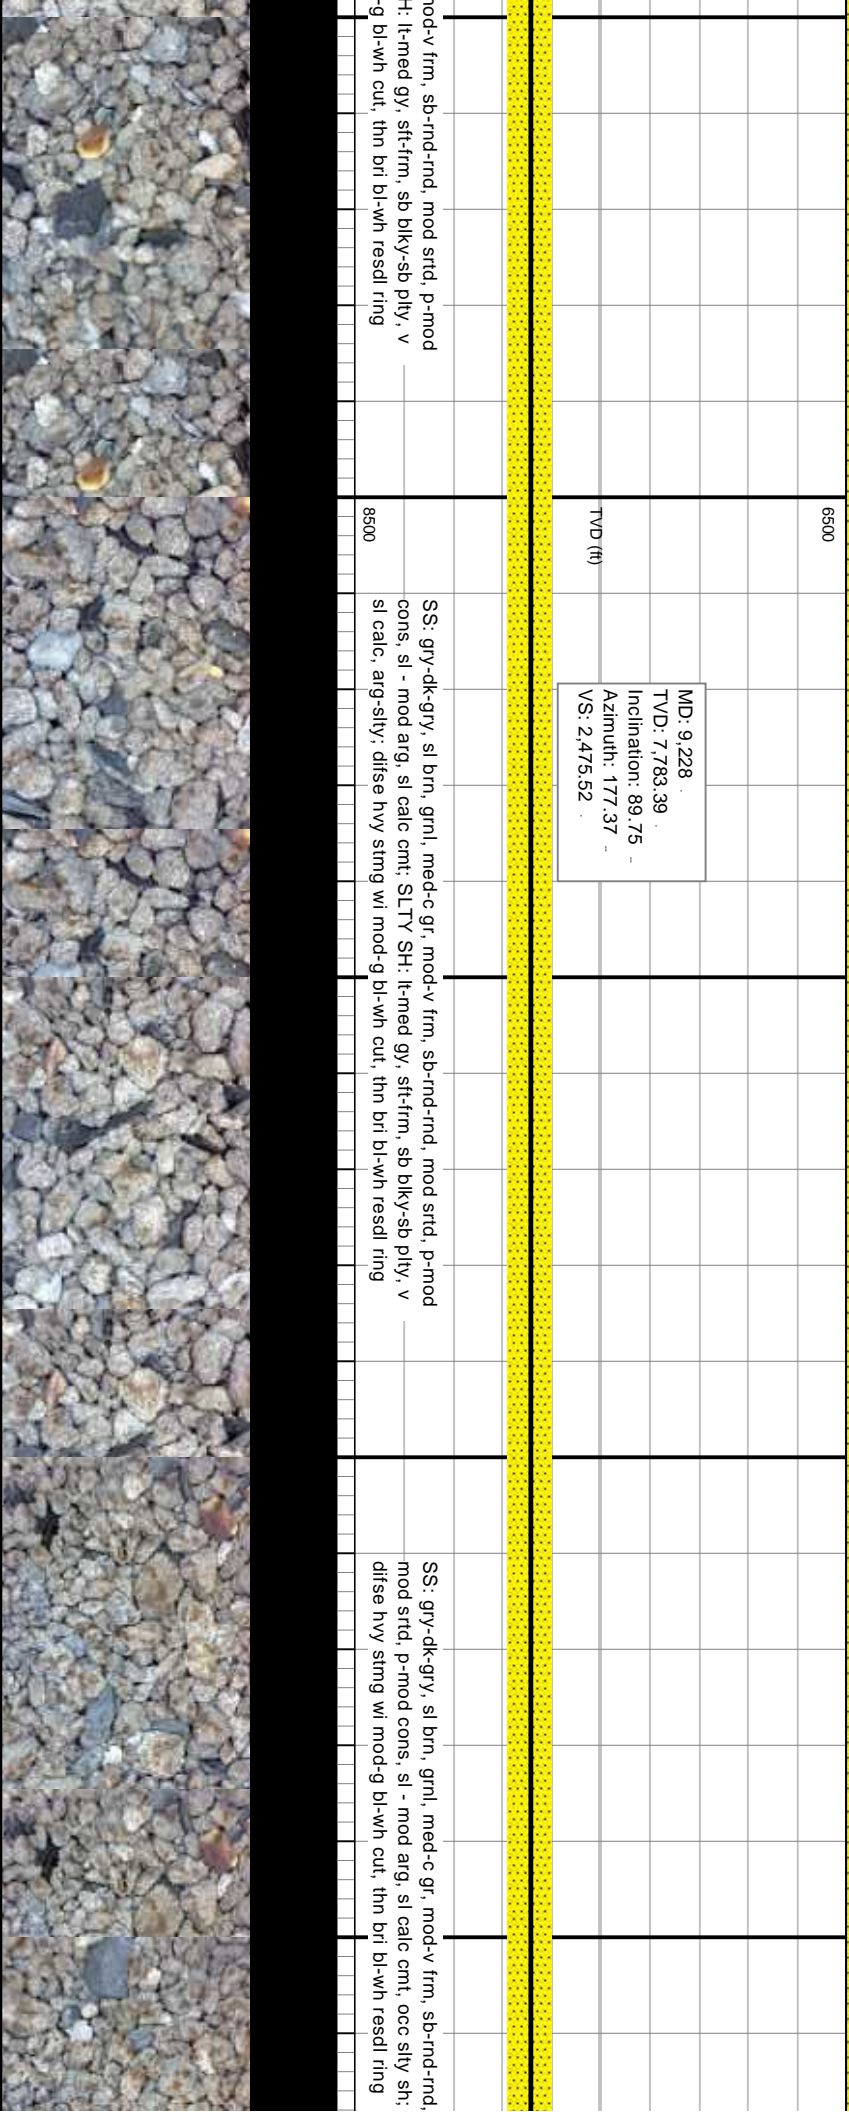 mod-v frm, sb-rnd-rnd, mod srtd, p-mod
H: lt-med gy, sft-frm, sb blky-sb plty, v
-g bl-wh cut, thn bri bl-wh resdl ring
6500
TVD (ft)
8500
MD: 9,228
TVD: 7,783.39
Inclination: 89.75
Azimuth: 177.37
VS: 2,475.52
SS: gry-dk-gry, sl brn, grnl, med-c gr, mod-v frm, sb-rnd-rnd, mod srtd, p-mod
cons, sl - mod arg, sl calc cmt; SLTY SH: lt-med gy, sft-frm, sb blky-sb plty, v
sl calc, arg-slty; difse hvy stmg wi mod-g bl-wh cut, thn bri bl-wh resdl ring
SS: gry-dk-gry, sl brn, grnl, med-c gr, mod-v frm, sb-rnd-rnd,
mod srtd, p-mod cons, sl - mod arg, sl calc cmt, occ slty sh;
difse hvy stmg wi mod-g bl-wh cut, thn bri bl-wh resdl ring